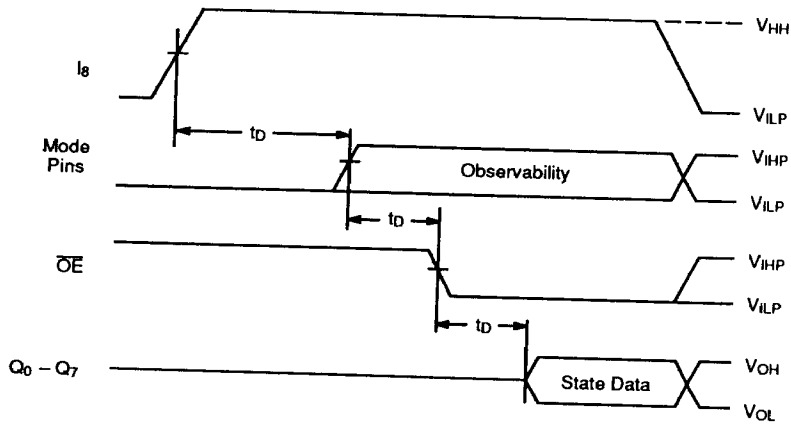 V_HH
I_8
V_ILP
t_D
Mode
Pins
Observability
V_IHP
V_ILP
t_D
OE
V_IHP
V_ILP
t_D
Q_0 – Q_7
State Data
V_OH
V_OL